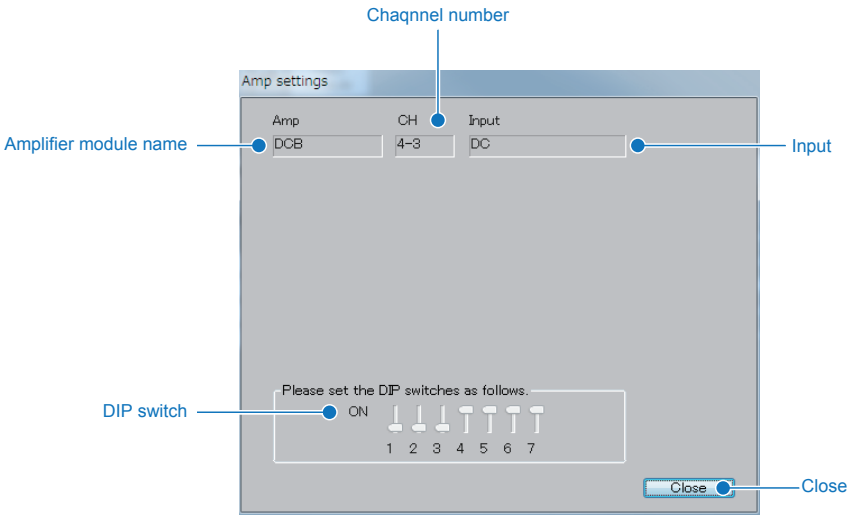 Chaqnnel number
Amp settings
Amp CH Input
Amplifier module name DCB 4-3 DC Input
Please set the DIP switches as follows.
DIP switch ON
1 2 3 4 5 6 7
Close Close